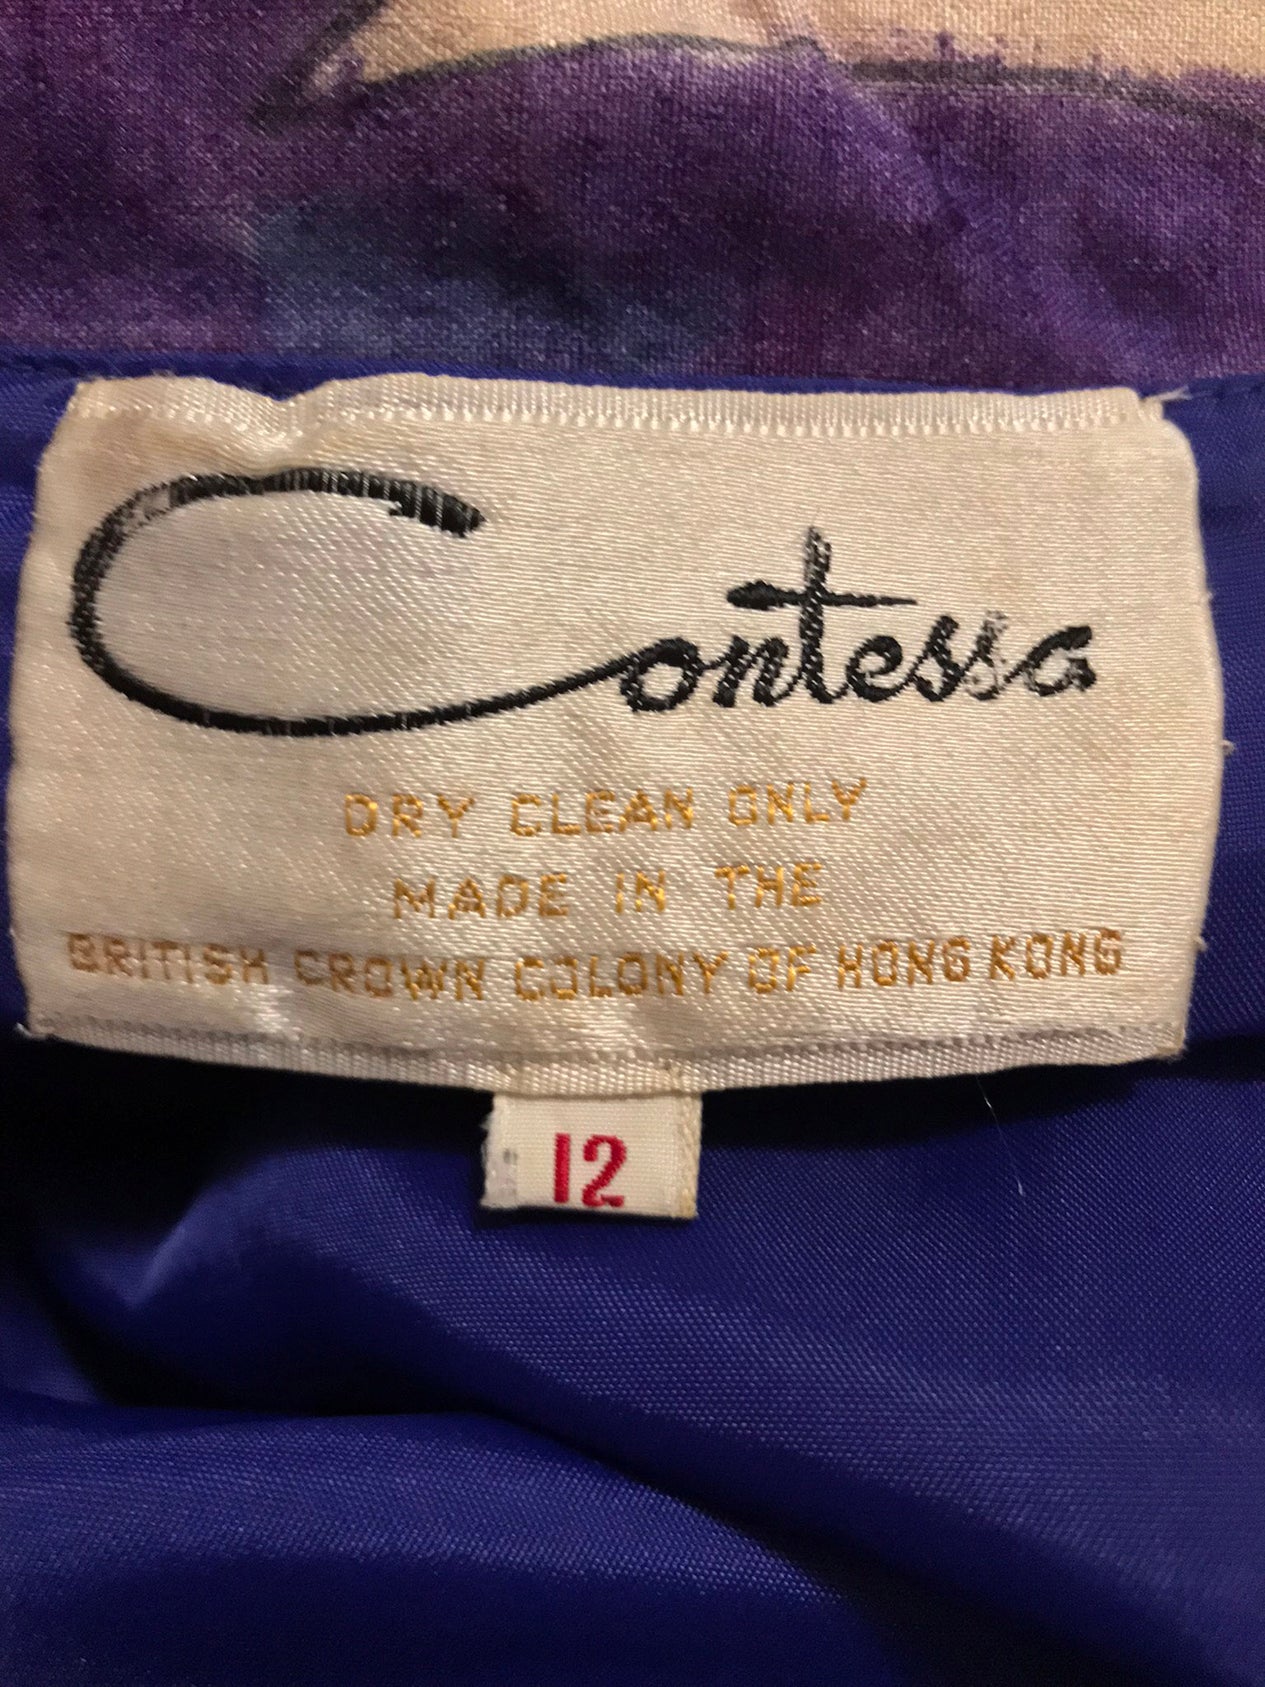 Contessa
DRY CLEAN ONLY
MADE IN THE
BRITISH CROWN COLONY OF HONG KONG
12